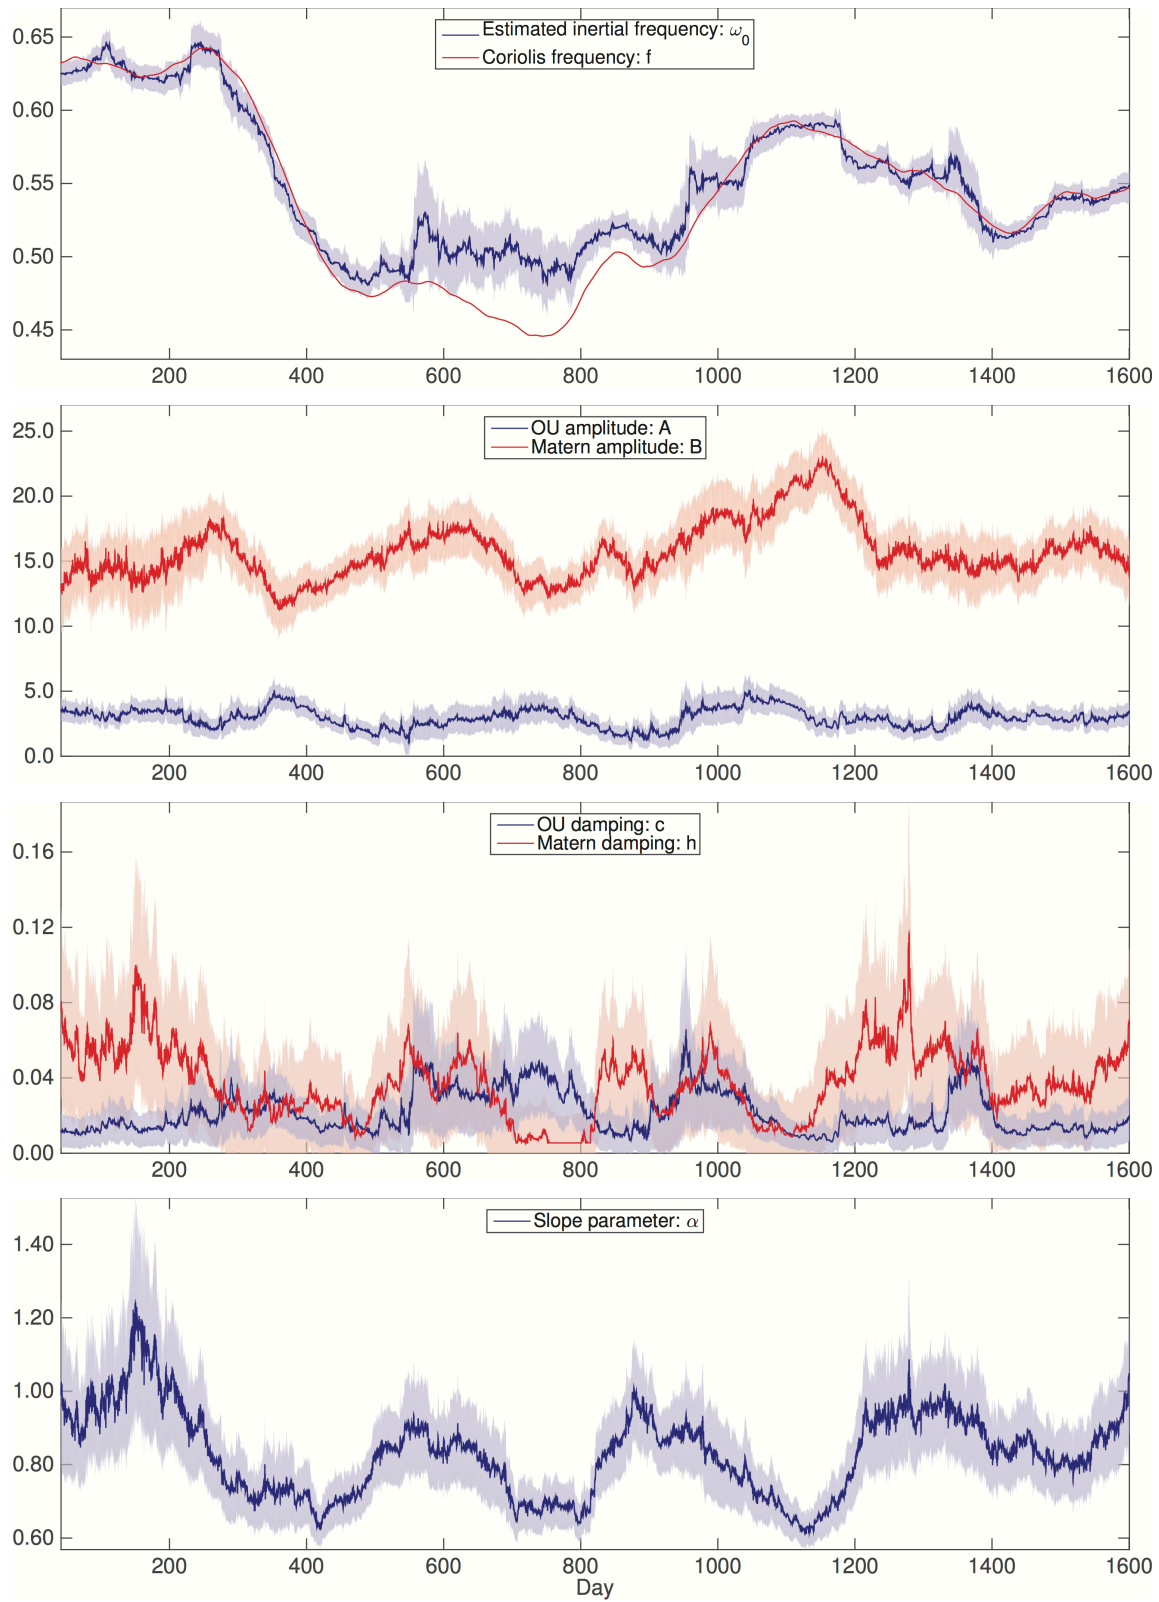 0.65
0.60
0.55
0.50
0.45
Estimated inertial frequency: ω0
Coriolis frequency: f
200 400 600 800 1000 1200 1400 1600
25.0
20.0
15.0
10.0
5.0
0.0
OU amplitude: A
Matern amplitude: B
200 400 600 800 1000 1200 1400 1600
0.16
0.12
0.08
0.04
0.00
OU damping: c
Matern damping: h
200 400 600 800 1000 1200 1400 1600
1.40
1.20
1.00
0.80
0.60
Slope parameter: α
200 400 600 800 1000 1200 1400 1600
Day